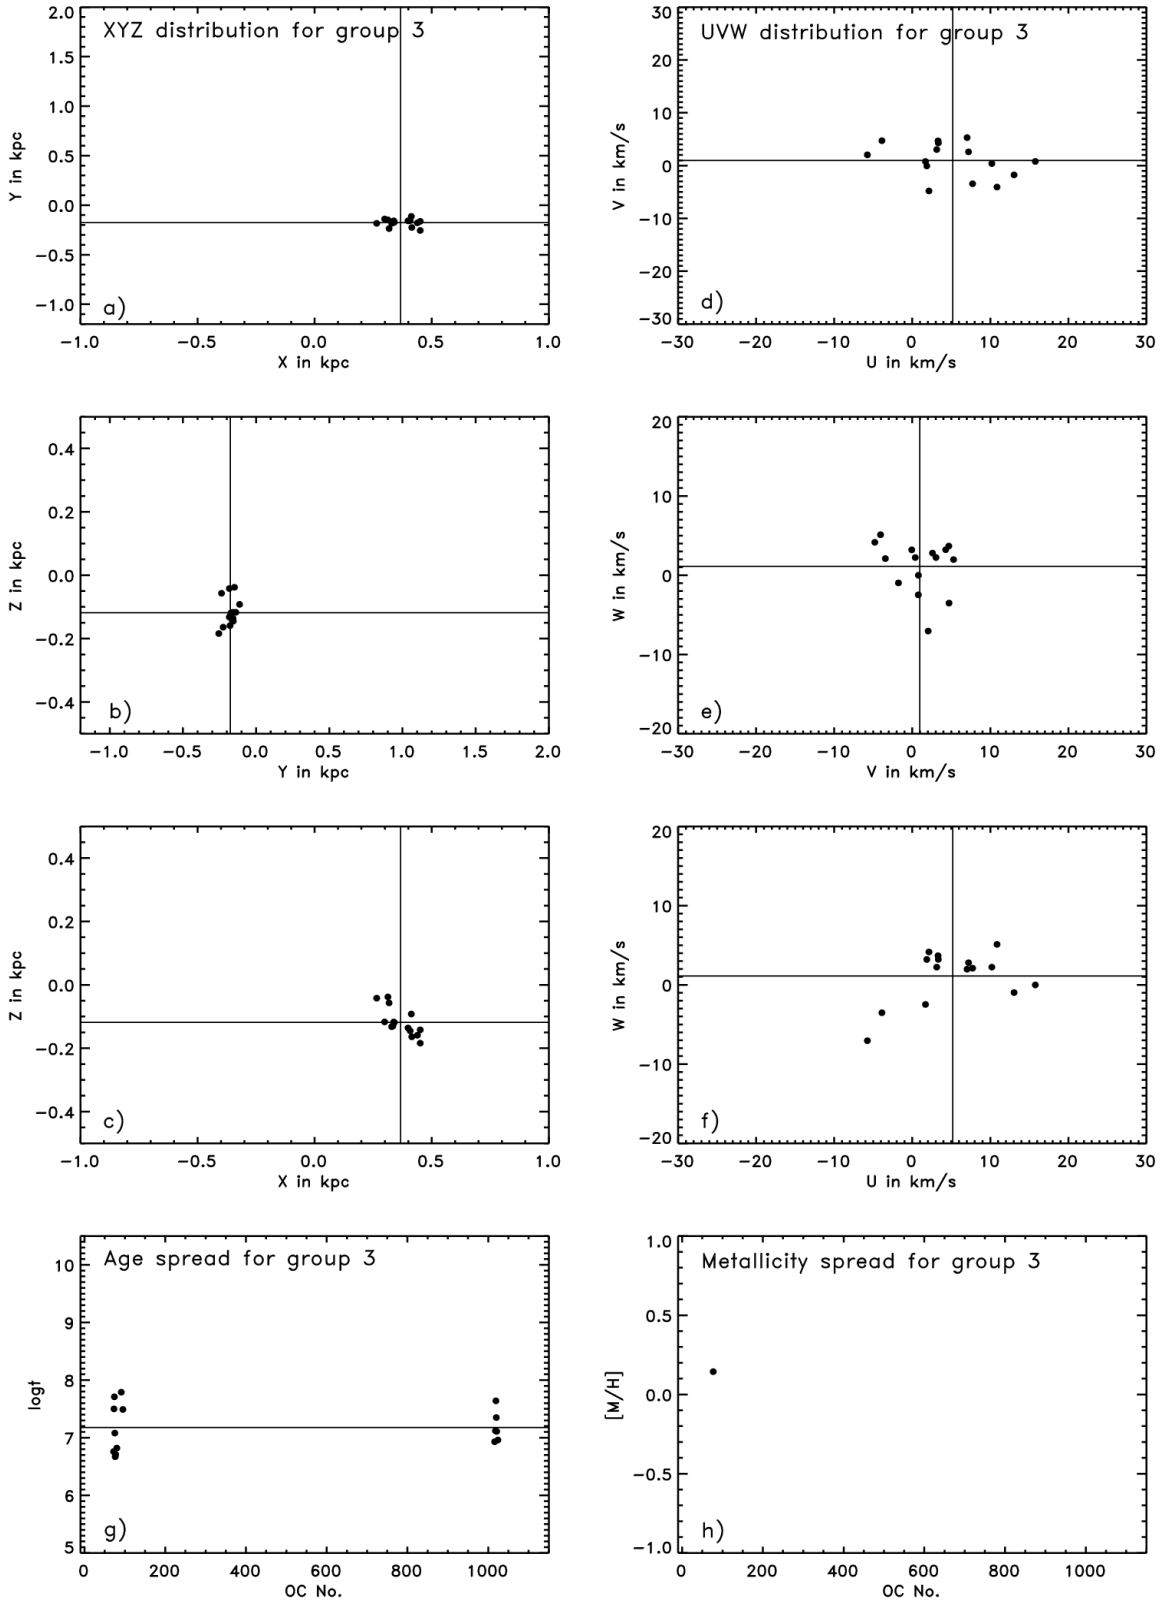 XYZ distribution for group 3
2.0
1.5
1.0
0.5
0.0
−0.5
−1.0
Y in kpc
a)
−1.0 −0.5 0.0 0.5 1.0
X in kpc
UVW distribution for group 3
30
20
10
0
−10
−20
−30
V in km/s
d)
−30 −20 −10 0 10 20 30
U in km/s
0.4
0.2
0.0
−0.2
−0.4
Z in kpc
b)
−1.0 −0.5 0.0 0.5 1.0 1.5 2.0
Y in kpc
20
10
0
−10
−20
W in km/s
e)
−30 −20 −10 0 10 20 30
V in km/s
0.4
0.2
0.0
−0.2
−0.4
Z in kpc
c)
−1.0 −0.5 0.0 0.5 1.0
X in kpc
20
10
0
−10
−20
W in km/s
f)
−30 −20 −10 0 10 20 30
U in km/s
Age spread for group 3
10
9
8
7
6
5
logt
g)
0 200 400 600 800 1000
OC No.
Metallicity spread for group 3
1.0
0.5
0.0
−0.5
−1.0
[M/H]
h)
0 200 400 600 800 1000
OC No.